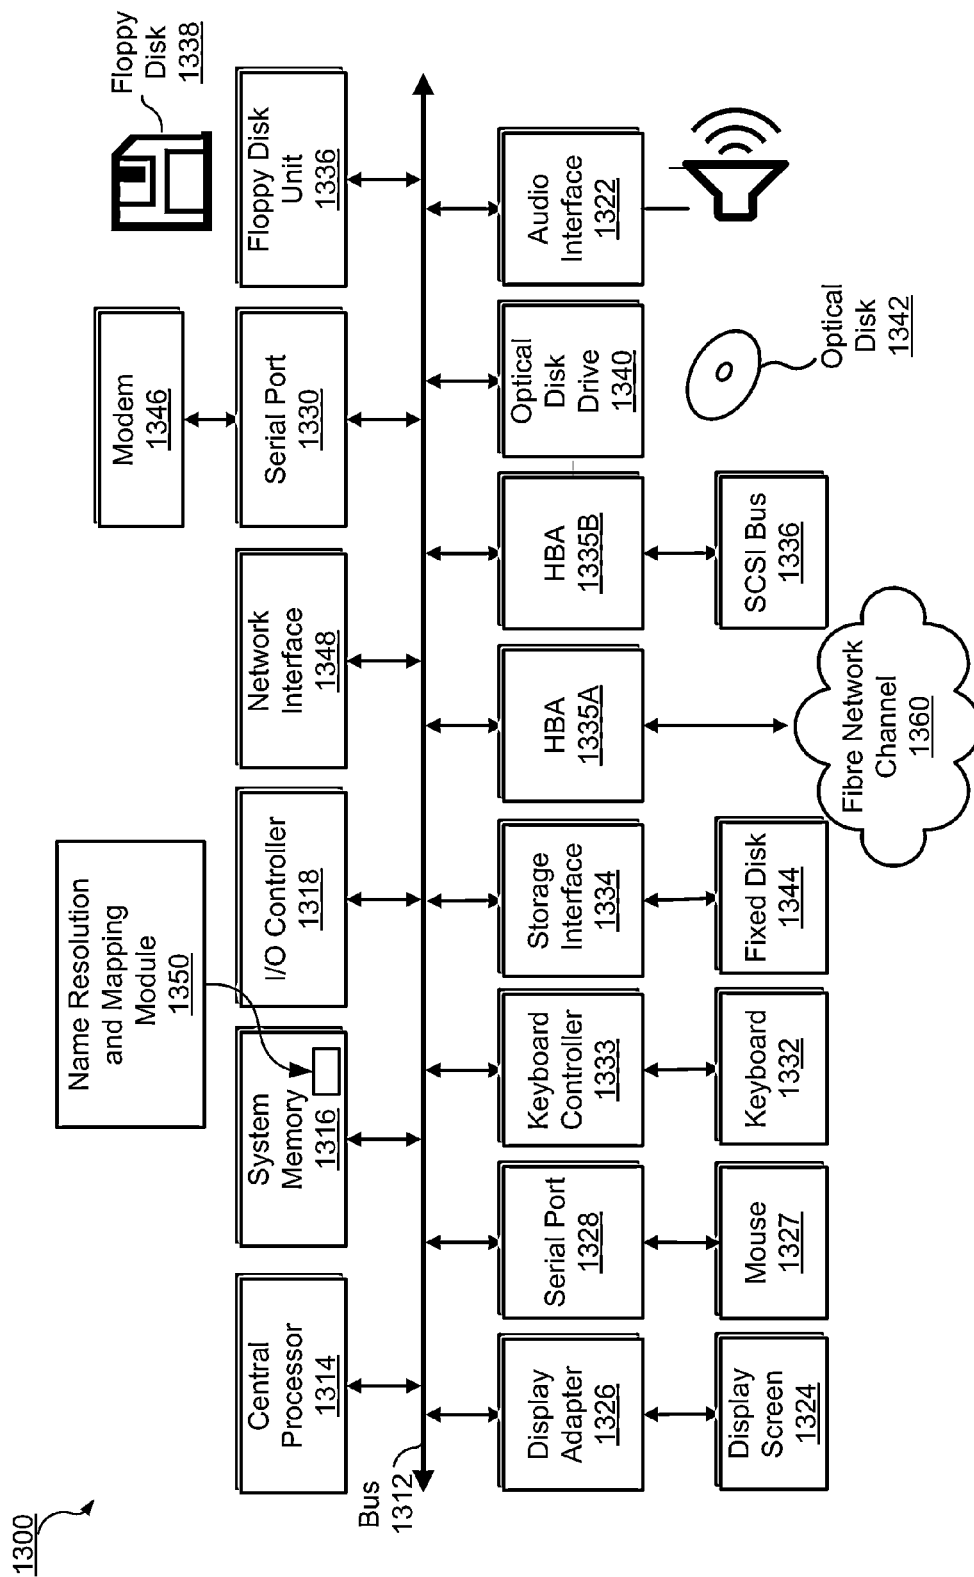 1300
Name Resolution
and Mapping
Module
1350
Modem
1346
Floppy
Disk
1338
Central
Processor
1314
System
Memory
1316
I/O Controller
1318
Network
Interface
1348
Serial Port
1330
Floppy Disk
Unit
1336
Bus
1312
Display
Adapter
1326
Serial Port
1328
Keyboard
Controller
1333
Storage
Interface
1334
HBA
1335A
HBA
1335B
Optical
Disk
Drive
1340
Audio
Interface
1322
Display
Screen
1324
Mouse
1327
Keyboard
1332
Fixed Disk
1344
Fibre Network
Channel
1360
SCSI Bus
1336
Optical
Disk
1342